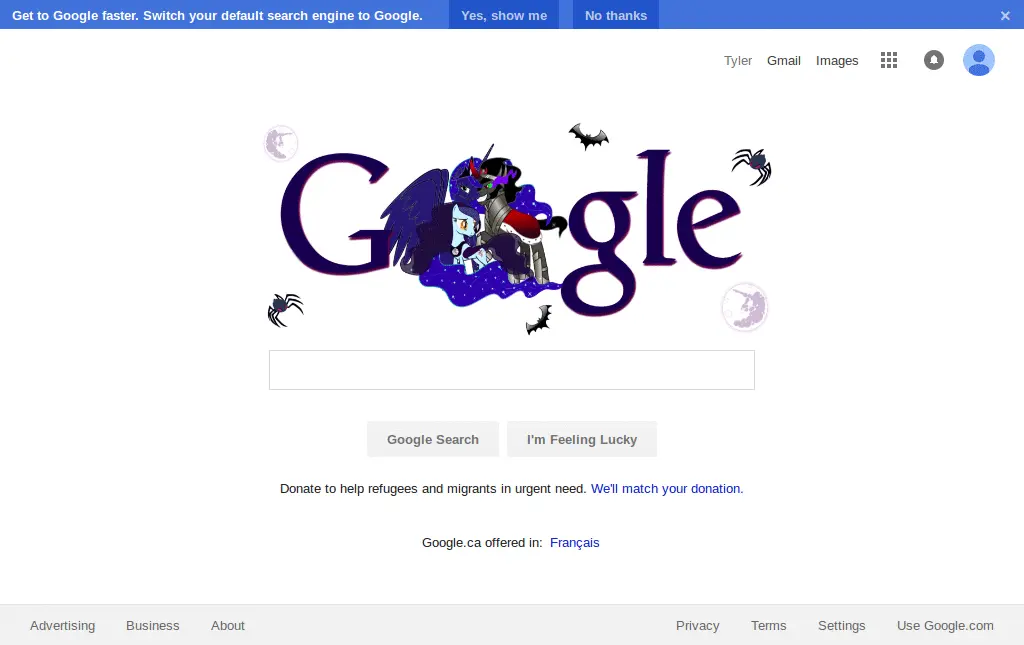 Get to Google faster. Switch your default search engine to Google. Yes, show me No thanks ×
Tyler Gmail Images
Google
Google Search I'm Feeling Lucky
Donate to help refugees and migrants in urgent need. We'll match your donation.
Google.ca offered in: Français
Advertising Business About Privacy Terms Settings Use Google.com